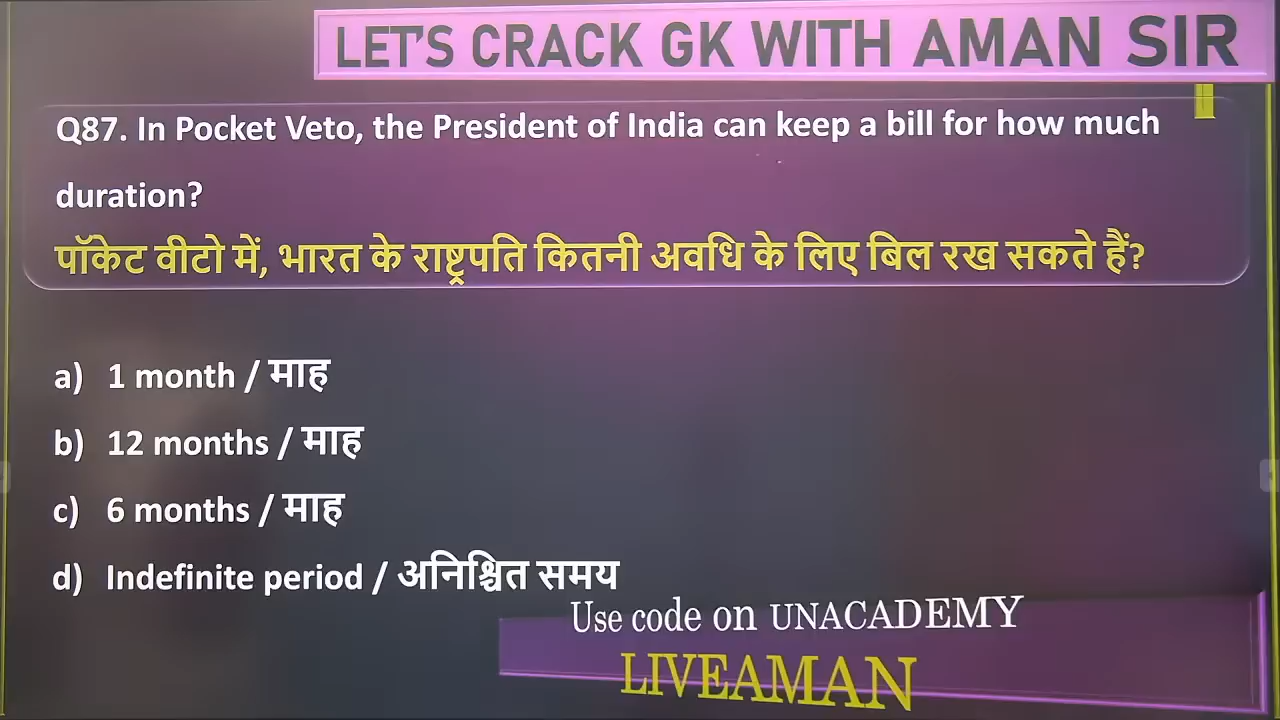 LET'S CRACK GK WITH AMAN SIR
Q87. In Pocket Veto, the President of India can keep a bill for how much
duration?
पॉकेट वीटो में, भारत के राष्ट्रपति कितनी अवधि के लिए बिल रख सकते हैं?
a) 1 month / माह
b) 12 months / माह
c) 6 months / माह
d) Indefinite period / अनिश्चित समय
Use code on UNACADEMY
LIVEAMAN